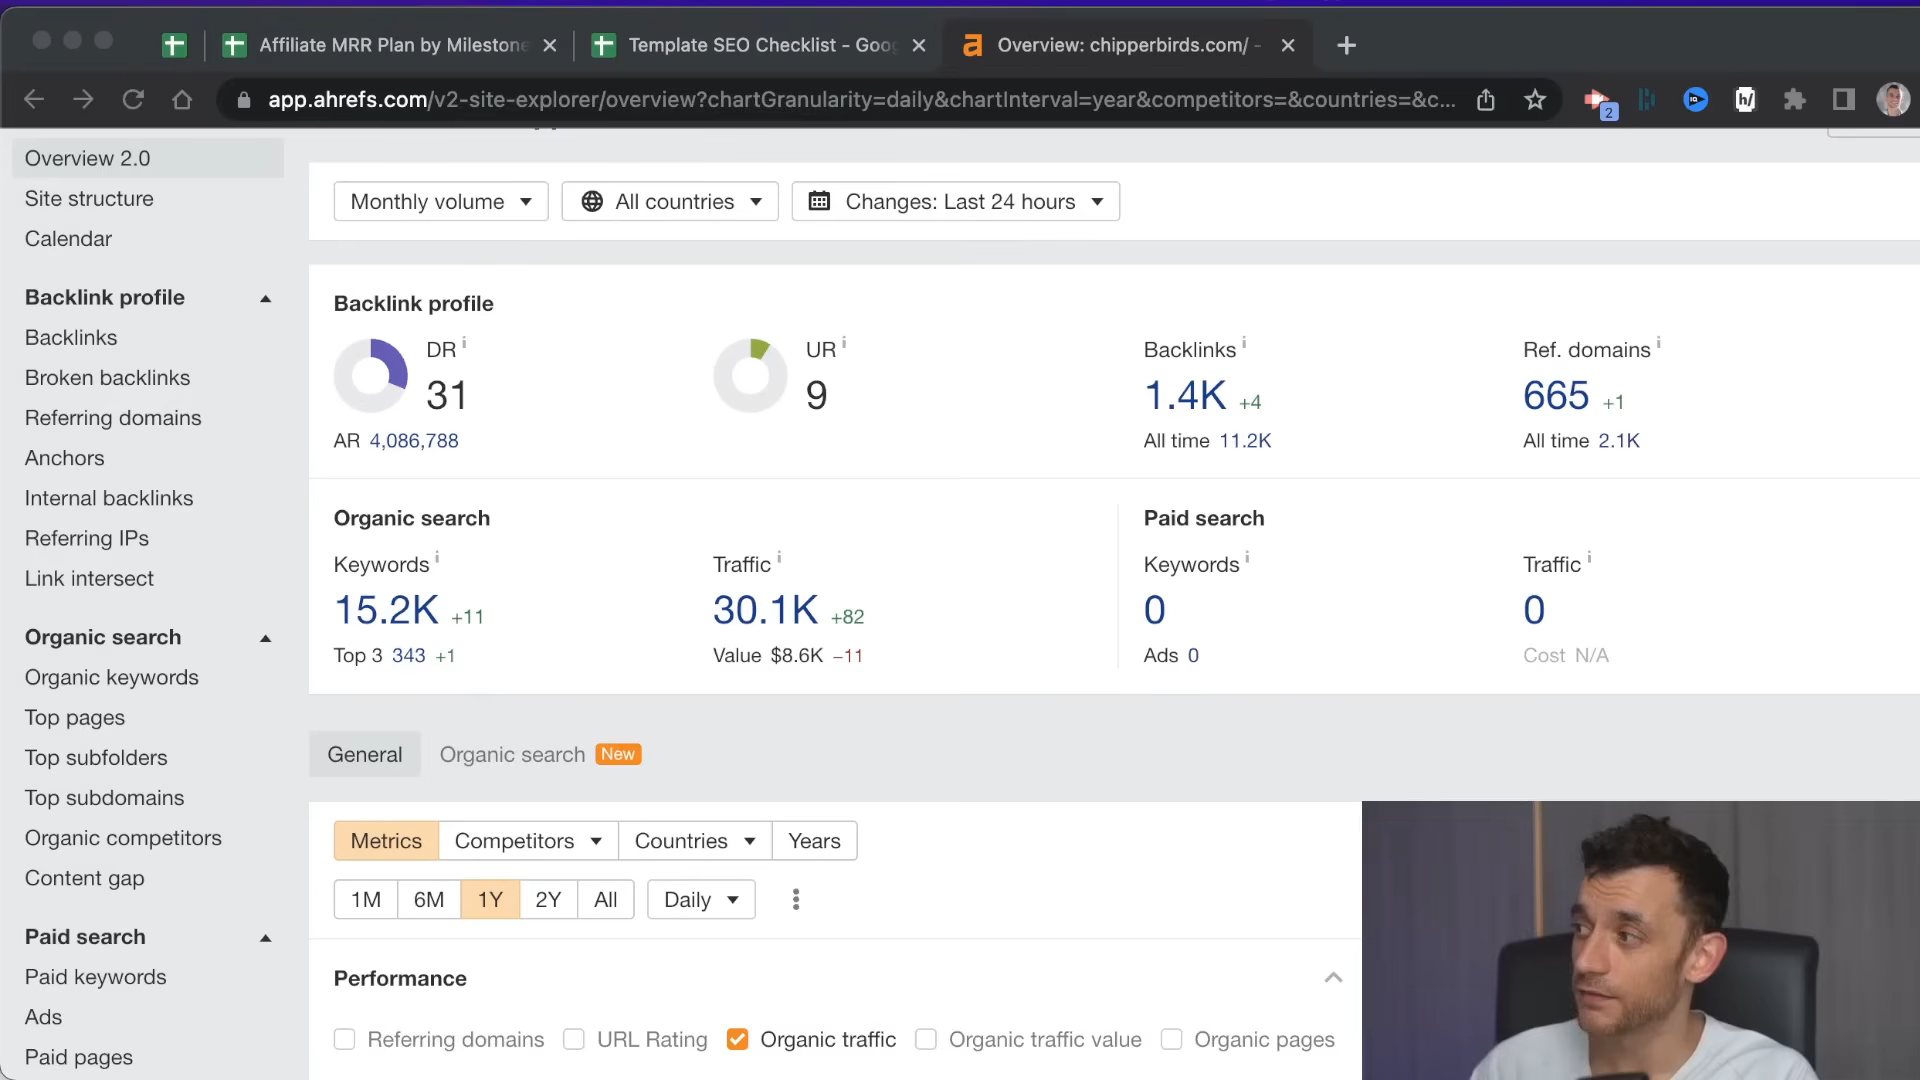 Affiliate MRR Plan by Milestone
Template SEO Checklist - Goog
Overview: chipperbirds.com/ -
app.ahrefs.com/v2-site-explorer/overview?chartGranularity=daily&chartInterval=year&competitors=&countries=&c...
2
h/
Overview 2.0
Site structure
Calendar
Backlink profile
Backlinks
Broken backlinks
Referring domains
Anchors
Internal backlinks
Referring IPs
Link intersect
Organic search
Organic keywords
Top pages
Top subfolders
Top subdomains
Organic competitors
Content gap
Paid search
Paid keywords
Ads
Paid pages
Monthly volume
All countries
Changes: Last 24 hours
Backlink profile
DR i
31
AR 4,086,788
UR i
9
Backlinks i
1.4K +4
All time 11.2K
Ref. domains i
665 +1
All time 2.1K
Organic search
Keywords i
15.2K +11
Top 3 343 +1
Traffic i
30.1K +82
Value $8.6K −11
Paid search
Keywords i
0
Ads 0
Traffic i
0
Cost N/A
General
Organic search New
Metrics Competitors Countries Years
1M 6M 1Y 2Y All Daily
Performance
Referring domains URL Rating Organic traffic Organic traffic value Organic pages